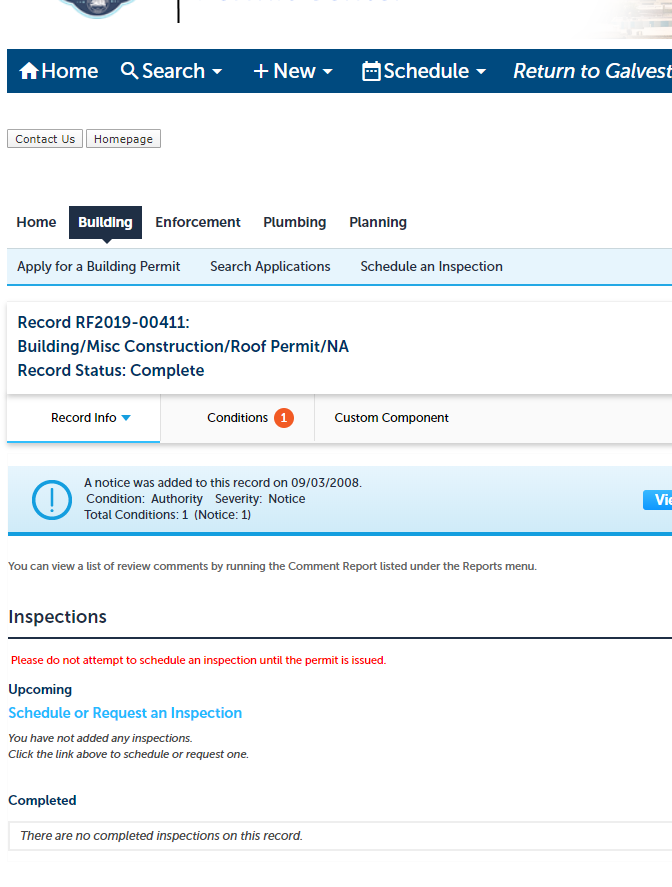 Home Search + New Schedule Return to Galvest
Contact Us Homepage
Home Building Enforcement Plumbing Planning
Apply for a Building Permit Search Applications Schedule an Inspection
Record RF2019-00411:
Building/Misc Construction/Roof Permit/NA
Record Status: Complete
Record Info Conditions 1 Custom Component
A notice was added to this record on 09/03/2008.
Condition: Authority Severity: Notice
Total Conditions: 1 (Notice: 1)
Vie
You can view a list of review comments by running the Comment Report listed under the Reports menu.
Inspections
Please do not attempt to schedule an inspection until the permit is issued.
Upcoming
Schedule or Request an Inspection
You have not added any inspections.
Click the link above to schedule or request one.
Completed
There are no completed inspections on this record.